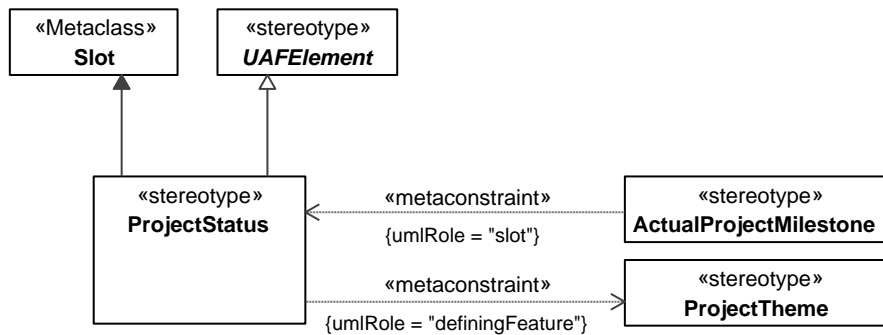 «Metaclass»
Slot
«stereotype»
UAFElement
«stereotype»
ProjectStatus
«metaconstraint»
{umlRole = "slot"}
«stereotype»
ActualProjectMilestone
«metaconstraint»
{umlRole = "definingFeature"}
«stereotype»
ProjectTheme